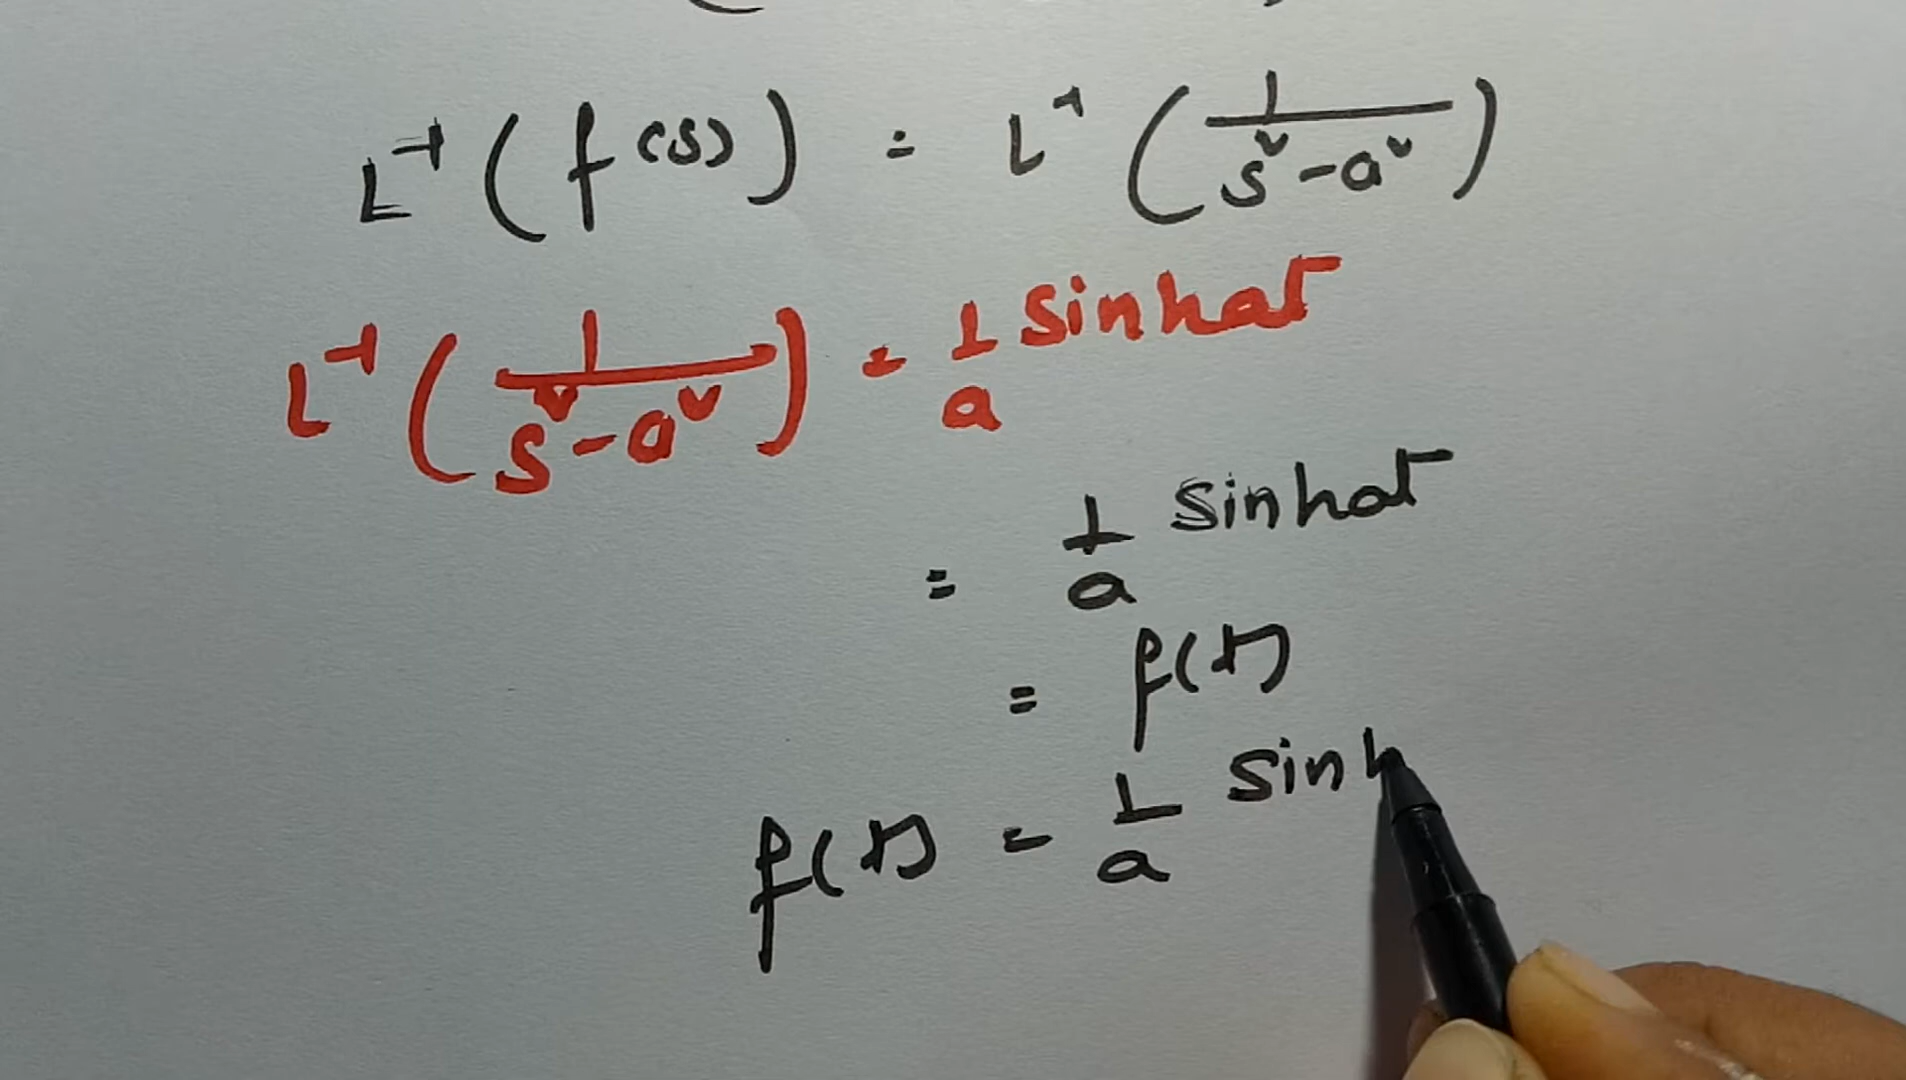 L⁻¹ ( f(s) ) = L⁻¹ ( 1 / s² - a² )
L⁻¹ ( 1 / s² - a² ) = 1/a sinhat
= 1/a sinhat
= f(t)
f(t) = 1/a sinh